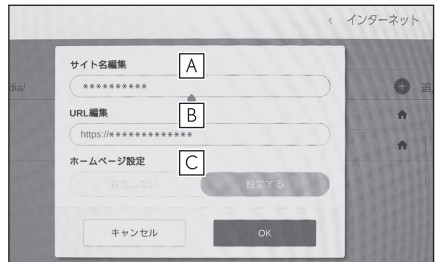 < インターネット
サイト名編集 A
**********
dia/
追
URL編集 B
https://*************
ホームページ設定 C
設定しない 設定する
キャンセル OK